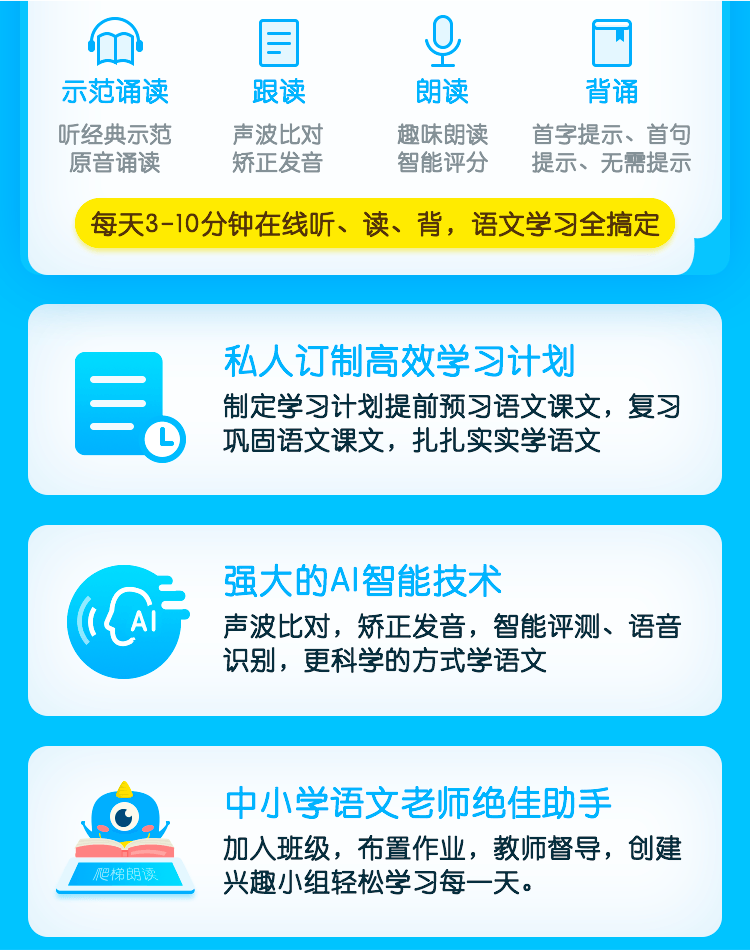 示范诵读 跟读 朗读 背诵
听经典示范 声波比对 趣味朗读 首字提示、首句
原音诵读 矫正发音 智能评分 提示、无需提示
每天3-10分钟在线听、读、背，语文学习全搞定
私人订制高效学习计划
制定学习计划提前预习语文课文，复习
巩固语文课文，扎扎实实学语文
AI
强大的AI智能技术
声波比对，矫正发音，智能评测、语音
识别，更科学的方式学语文
中小学语文老师绝佳助手
加入班级，布置作业，教师督导，创建
兴趣小组轻松学习每一天。
爬梯朗读